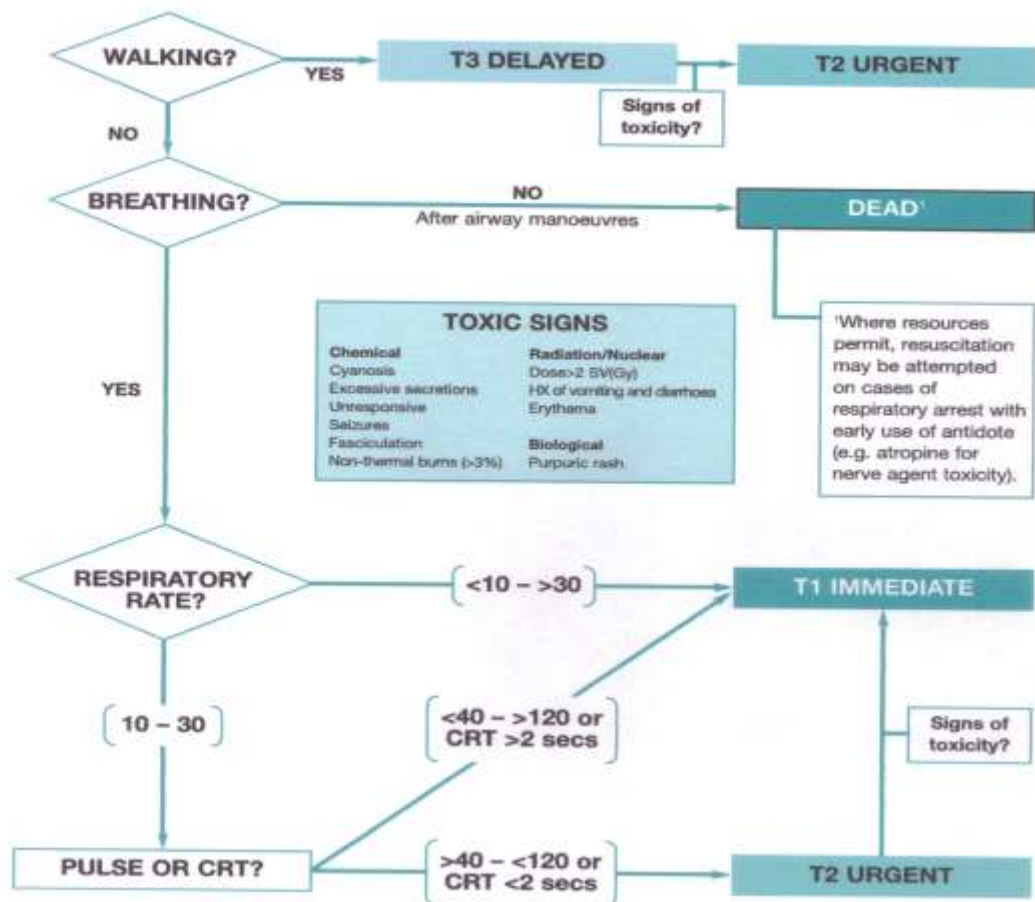 WALKING?
YES
T3 DELAYED
T2 URGENT
Signs of
toxicity?
NO
BREATHING?
NO
After airway manoeuvres
DEAD¹
¹Where resources
permit, resuscitation
may be attempted
on cases of
respiratory arrest with
early use of antidote
(e.g. atropine for
nerve agent toxicity).
YES
TOXIC SIGNS
Chemical
Cyanosis
Excessive secretions
Unresponsive
Seizures
Fasciculation
Non-thermal burns (>3%)
Radiation/Nuclear
Dose>2 SV(Gy)
HX of vomiting and diarrhoea
Erythema
Biological
Purpuric rash
RESPIRATORY
RATE?
<10 – >30
T1 IMMEDIATE
10 – 30
<40 – >120 or
CRT >2 secs
Signs of
toxicity?
PULSE OR CRT?
>40 – <120 or
CRT <2 secs
T2 URGENT